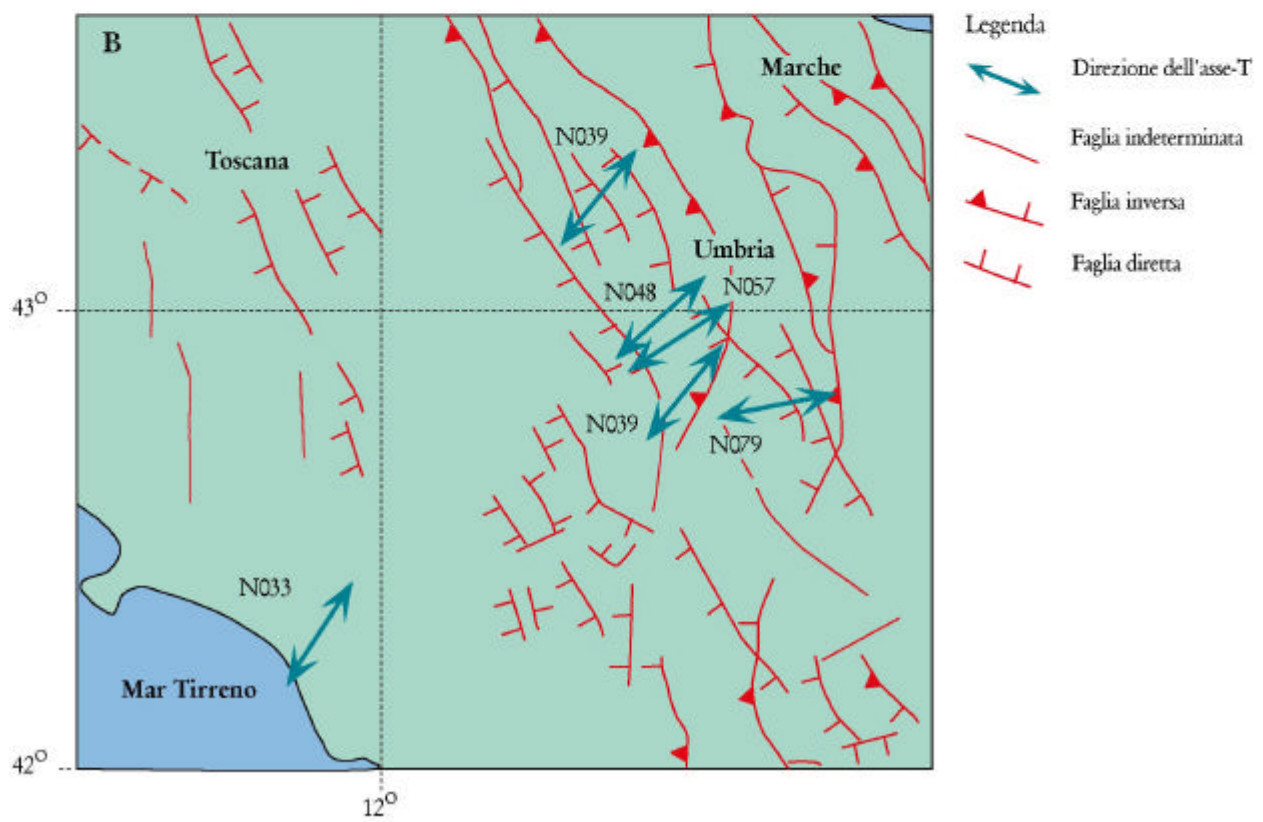 B
Legenda
Direzione dell'asse-T
Marche
N039
Faglia indeterminata
Toscana
Faglia inversa
Umbria
Faglia diretta
N048
N057
43°
N039
N079
N033
Mar Tirreno
42°
12°